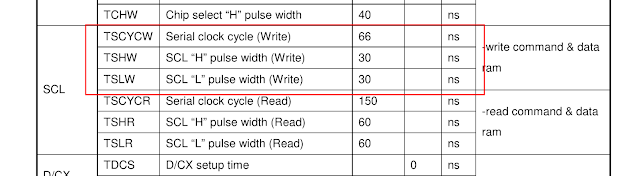 TCHW Chip select “H” pulse width 40 ns
TSCYCW Serial clock cycle (Write) 66 ns
-write command & data
TSHW SCL “H” pulse width (Write) 30 ns
ram
TSLW SCL “L” pulse width (Write) 30 ns
SCL
TSCYCR Serial clock cycle (Read) 150 ns
-read command & data
TSHR SCL “H” pulse width (Read) 60 ns
ram
TSLR SCL “L” pulse width (Read) 60 ns
TDCS D/CX setup time 0 ns
D/CX